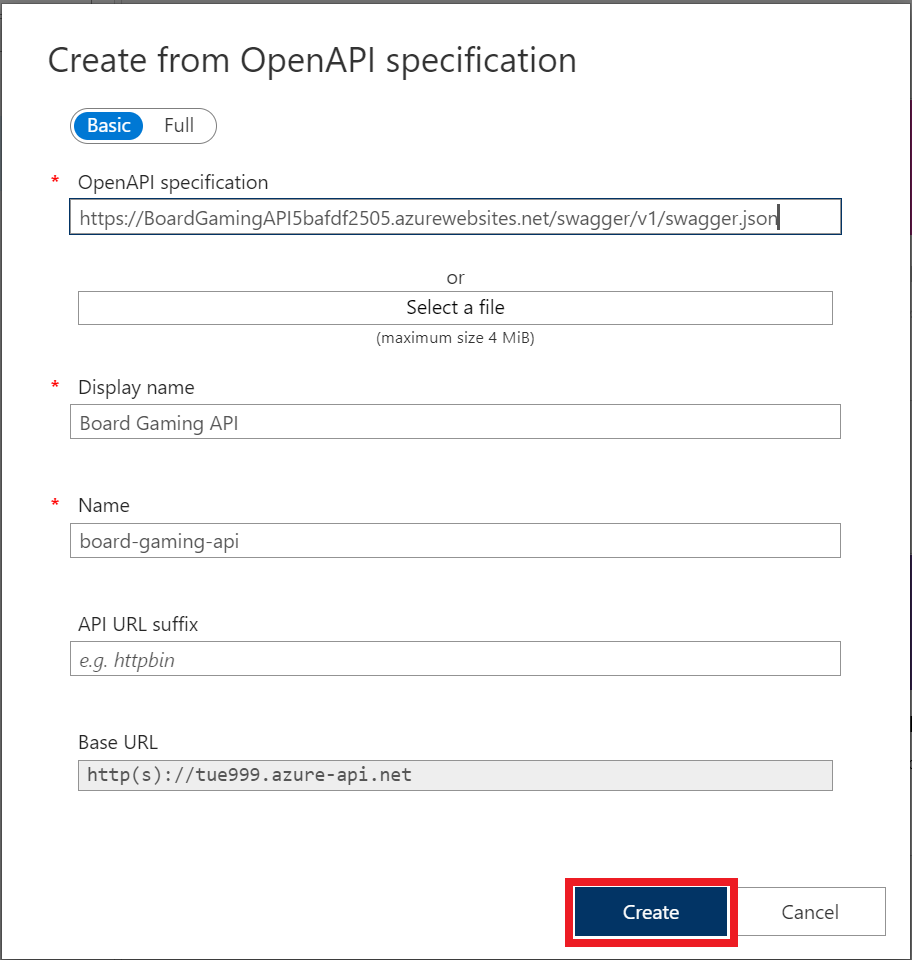 Create from OpenAPI specification
Basic Full
* OpenAPI specification
https://BoardGamingAPI5bafdf2505.azurewebsites.net/swagger/v1/swagger.json
or
Select a file
(maximum size 4 MiB)
* Display name
Board Gaming API
* Name
board-gaming-api
API URL suffix
e.g. httpbin
Base URL
http(s)://tue999.azure-api.net
Create Cancel